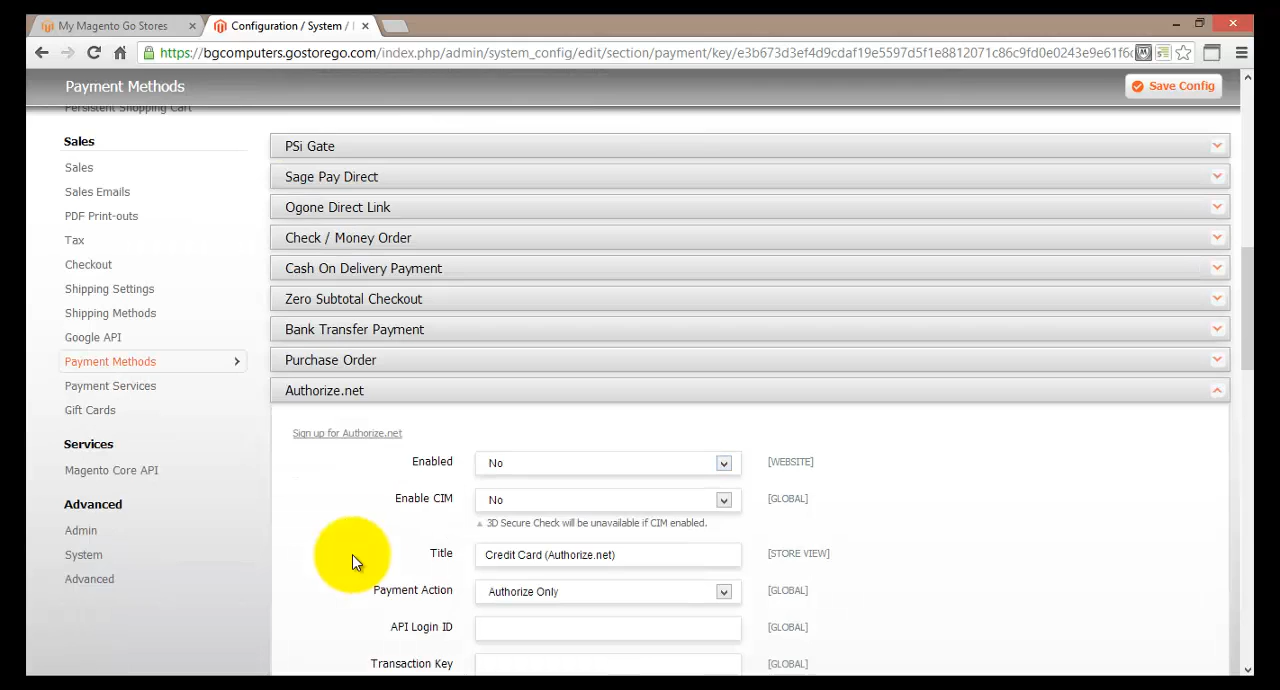 My Magento Go Stores
Configuration / System /
https://bgcomputers.gostorego.com/index.php/admin/system_config/edit/section/payment/key/e3b673d3ef4d9cdaf19e5597d5f1e8812071c86c9fd0e0243e9e61f6c
Payment Methods
Save Config
Persistent Shopping Cart
Sales
Sales
Sales Emails
PDF Print-outs
Tax
Checkout
Shipping Settings
Shipping Methods
Google API
Payment Methods
Payment Services
Gift Cards
Services
Magento Core API
Advanced
Admin
System
Advanced
PSi Gate
Sage Pay Direct
Ogone Direct Link
Check / Money Order
Cash On Delivery Payment
Zero Subtotal Checkout
Bank Transfer Payment
Purchase Order
Authorize.net
Sign up for Authorize.net
Enabled No [WEBSITE]
Enable CIM No [GLOBAL]
3D Secure Check will be unavailable if CIM enabled.
Title Credit Card (Authorize.net) [STORE VIEW]
Payment Action Authorize Only [GLOBAL]
API Login ID [GLOBAL]
Transaction Key [GLOBAL]